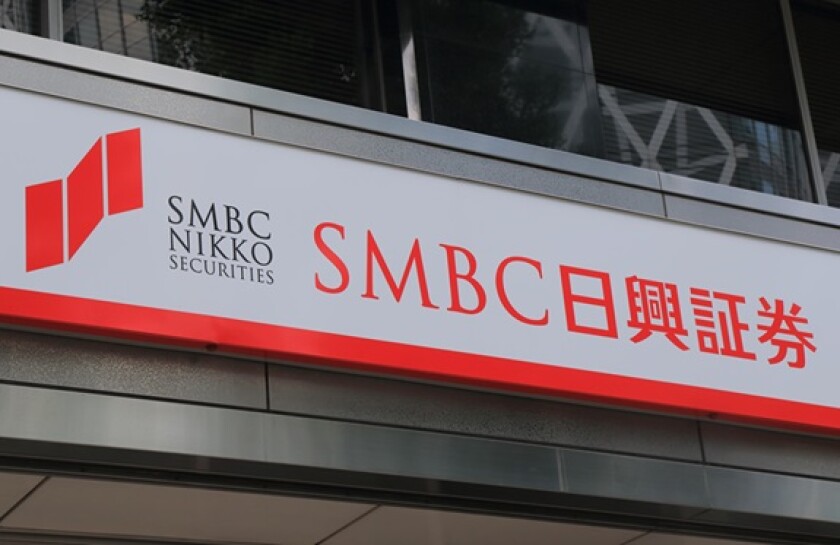 SMBC
NIKKO
SECURITIES
SMBC日興証券